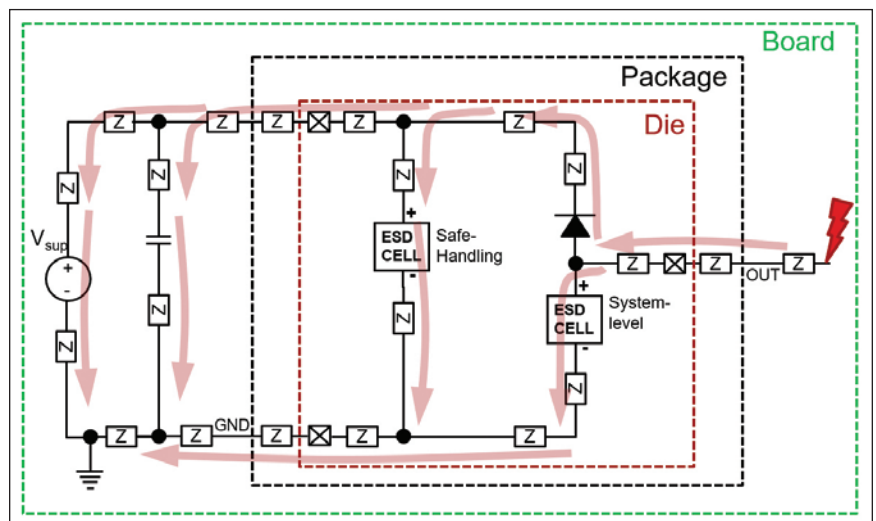 Board
Package
Die
Z
Z
Z
Z
Z
Z
Z
Z
Z
Z
V sup
+
-
+
ESD
CELL
-
Safe-
Handling
Z
Z
Z
OUT
+
ESD
CELL
-
System-
level
Z
Z
Z
Z
Z
Z
GND
Z
Z
Z